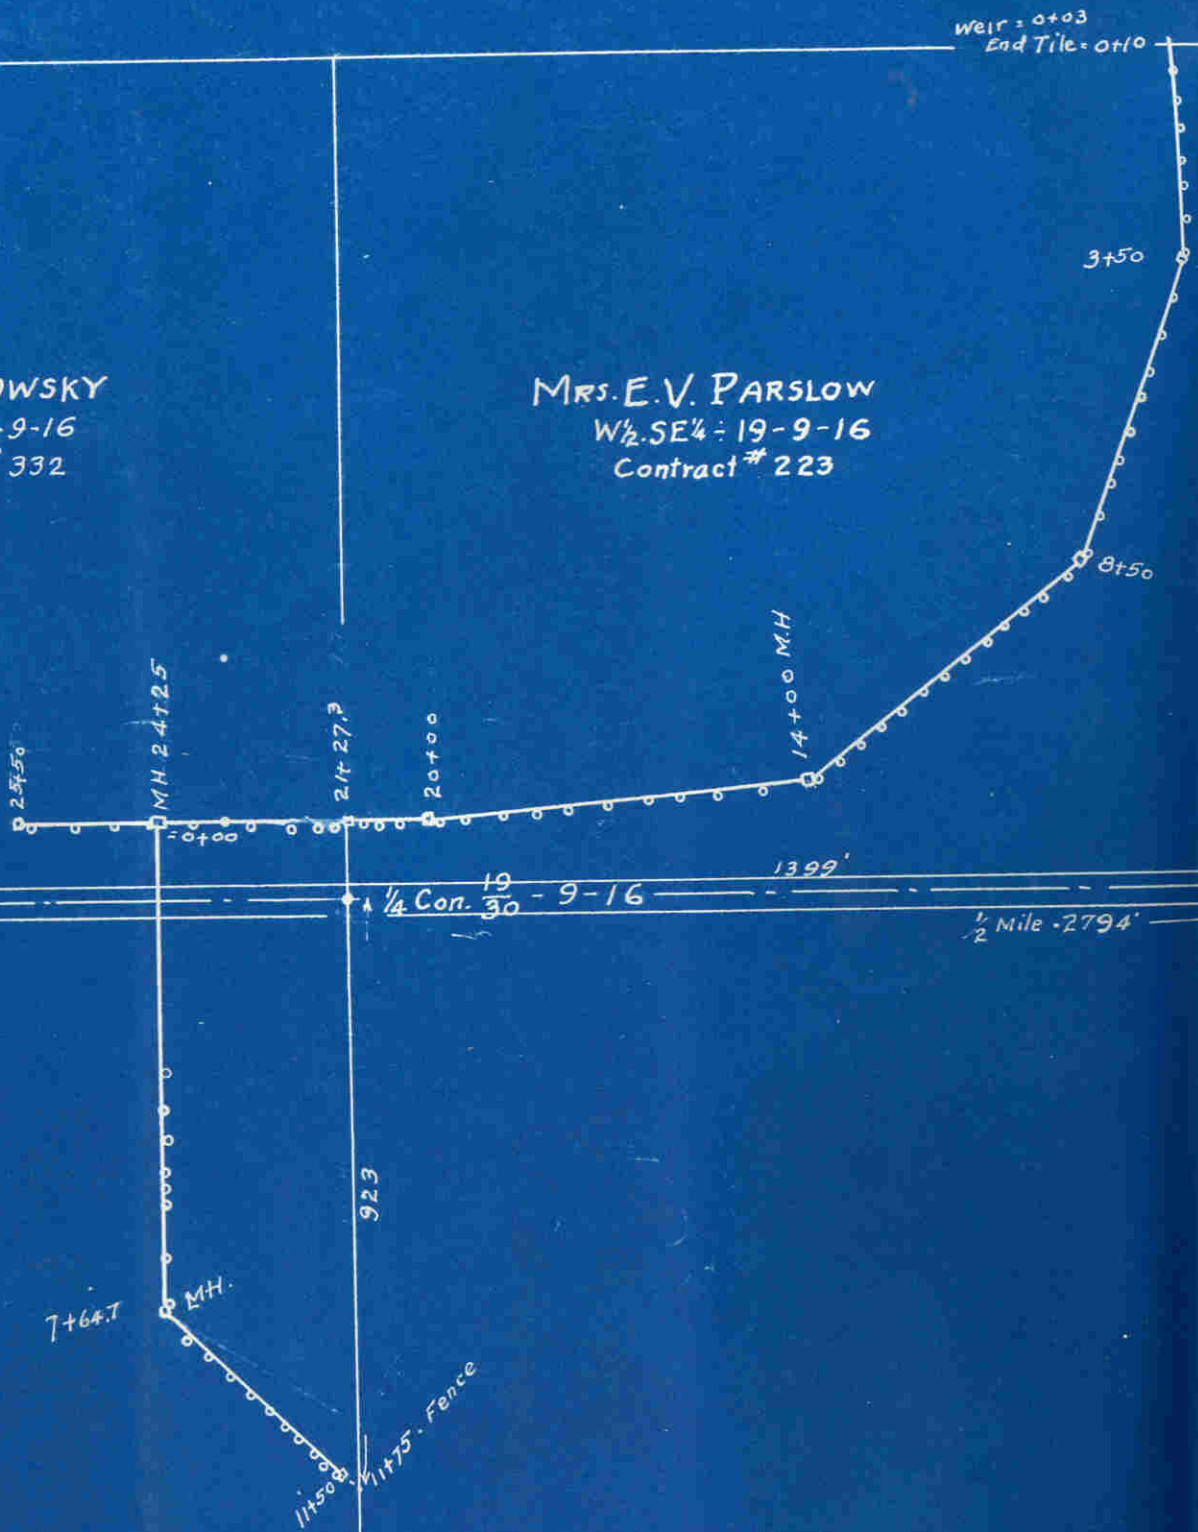 Weir = 0+03
End Tile = 0+10
3+50
OWSKY
9-16
332
MRS. E.V. PARSLOW
W½.SE¼ - 19-9-16
Contract # 223
8+50
14+00 M.H
20+00
21+27.3
MH 24+25
=0+00
25+50
1399'
¼ Con. 19/30 - 9-16
½ Mile - 2794'
923
MH.
7+64.7
11+75 - Fence
11+50